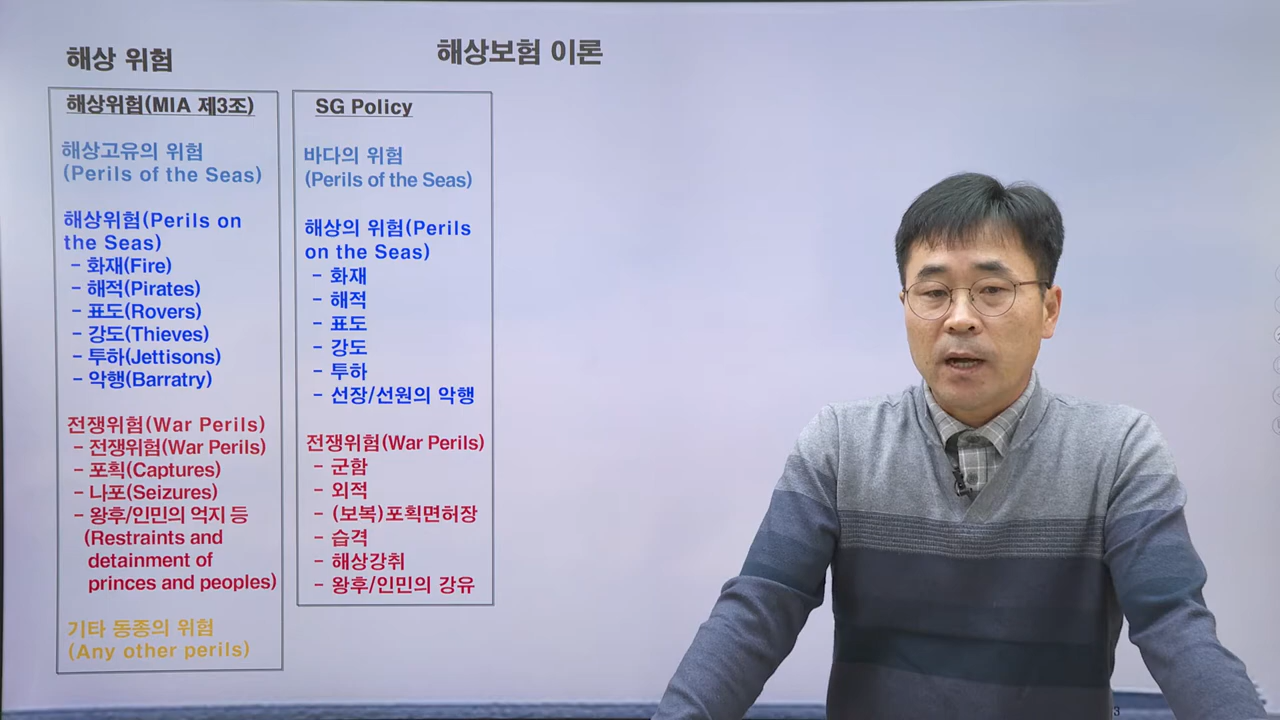 해상 위험
해상보험 이론
해상위험(MIA 제3조)
해상고유의 위험
(Perils of the Seas)
해상위험(Perils on
the Seas)
- 화재(Fire)
- 해적(Pirates)
- 표도(Rovers)
- 강도(Thieves)
- 투하(Jettisons)
- 악행(Barratry)
전쟁위험(War Perils)
- 전쟁위험(War Perils)
- 포획(Captures)
- 나포(Seizures)
- 왕후/인민의 억지 등
(Restraints and
detainment of
princes and peoples)
기타 동종의 위험
(Any other perils)
SG Policy
바다의 위험
(Perils of the Seas)
해상의 위험(Perils
on the Seas)
- 화재
- 해적
- 표도
- 강도
- 투하
- 선장/선원의 악행
전쟁위험(War Perils)
- 군함
- 외적
- (보복)포획면허장
- 습격
- 해상강취
- 왕후/인민의 강유
3